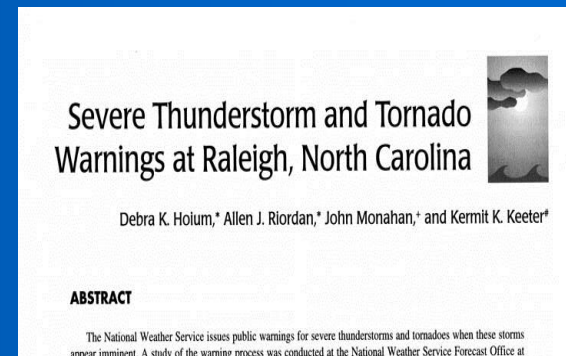 Severe Thunderstorm and Tornado
Warnings at Raleigh, North Carolina
Debra K. Hoium,* Allen J. Riordan,* John Monahan,+ and Kermit K. Keeter#
ABSTRACT
The National Weather Service issues public warnings for severe thunderstorms and tornadoes when these storms
appear imminent. A study of the warning process was conducted at the National Weather Service Forecast Office at